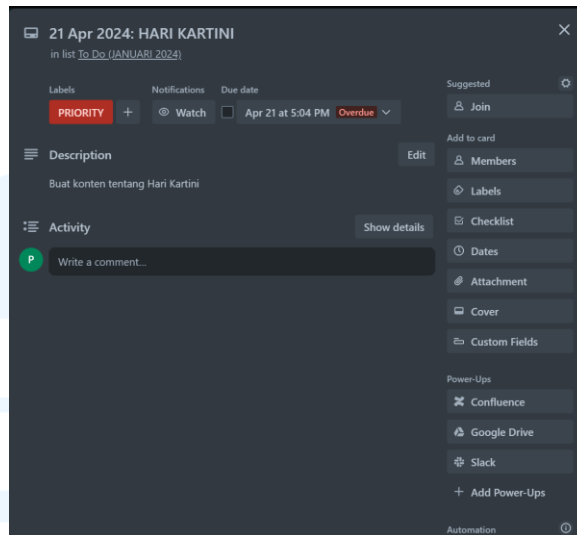 21 Apr 2024: HARI KARTINI
in list To Do (JANUARI 2024)
Labels
Notifications
Due date
PRIORITY
+
Watch
Apr 21 at 5:04 PM Overdue
Description
Edit
Buat konten tentang Hari Kartini
Activity
Show details
P
Write a comment...
Suggested
Join
Add to card
Members
Labels
Checklist
Dates
Attachment
Cover
Custom Fields
Power-Ups
Confluence
Google Drive
Slack
+ Add Power-Ups
Automation